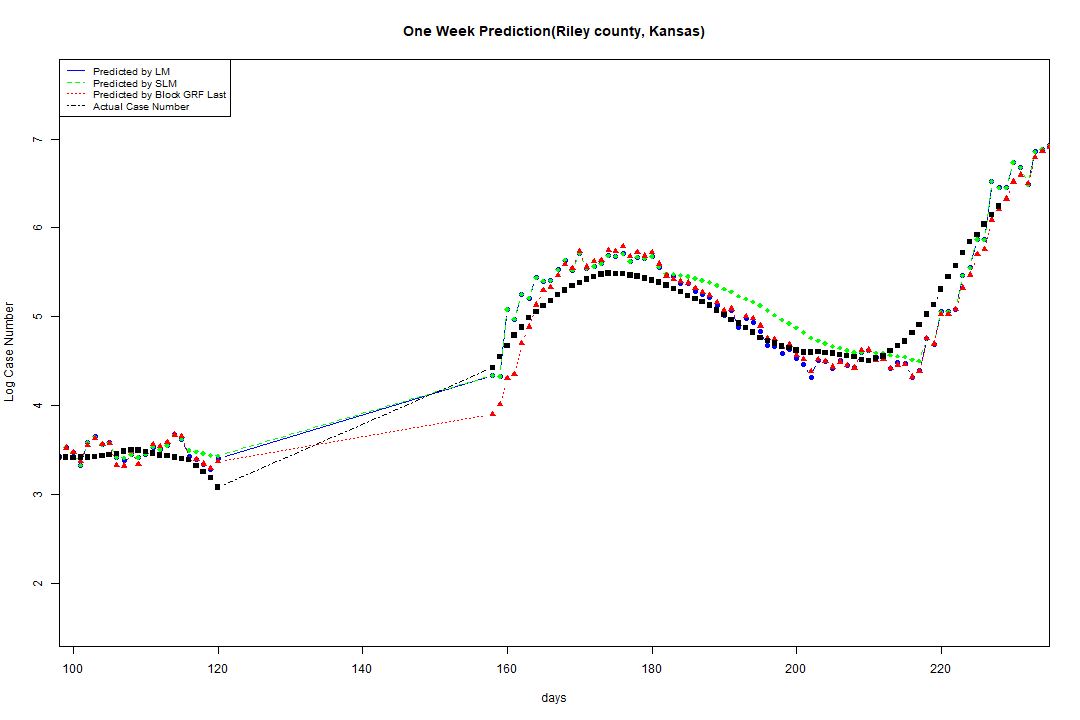 One Week Prediction(Riley county, Kansas)
Predicted by LM
Predicted by SLM
Predicted by Block GRF Last
Actual Case Number
7
6
5
4
3
2
Log Case Number
100 120 140 160 180 200 220
days